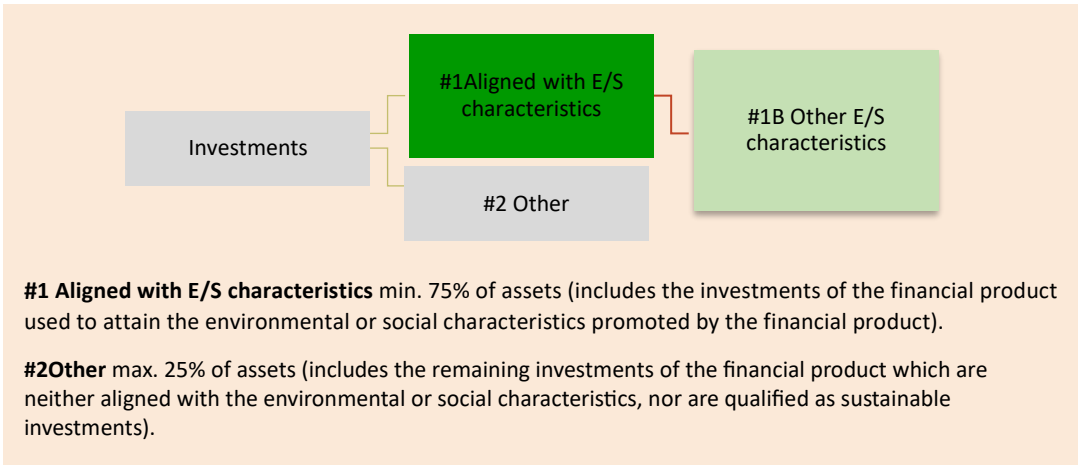 #1Aligned with E/S
characteristics
#1B Other E/S
characteristics
Investments
#2 Other
#1 Aligned with E/S characteristics min. 75% of assets (includes the investments of the financial product
used to attain the environmental or social characteristics promoted by the financial product).
#2Other max. 25% of assets (includes the remaining investments of the financial product which are
neither aligned with the environmental or social characteristics, nor are qualified as sustainable
investments).